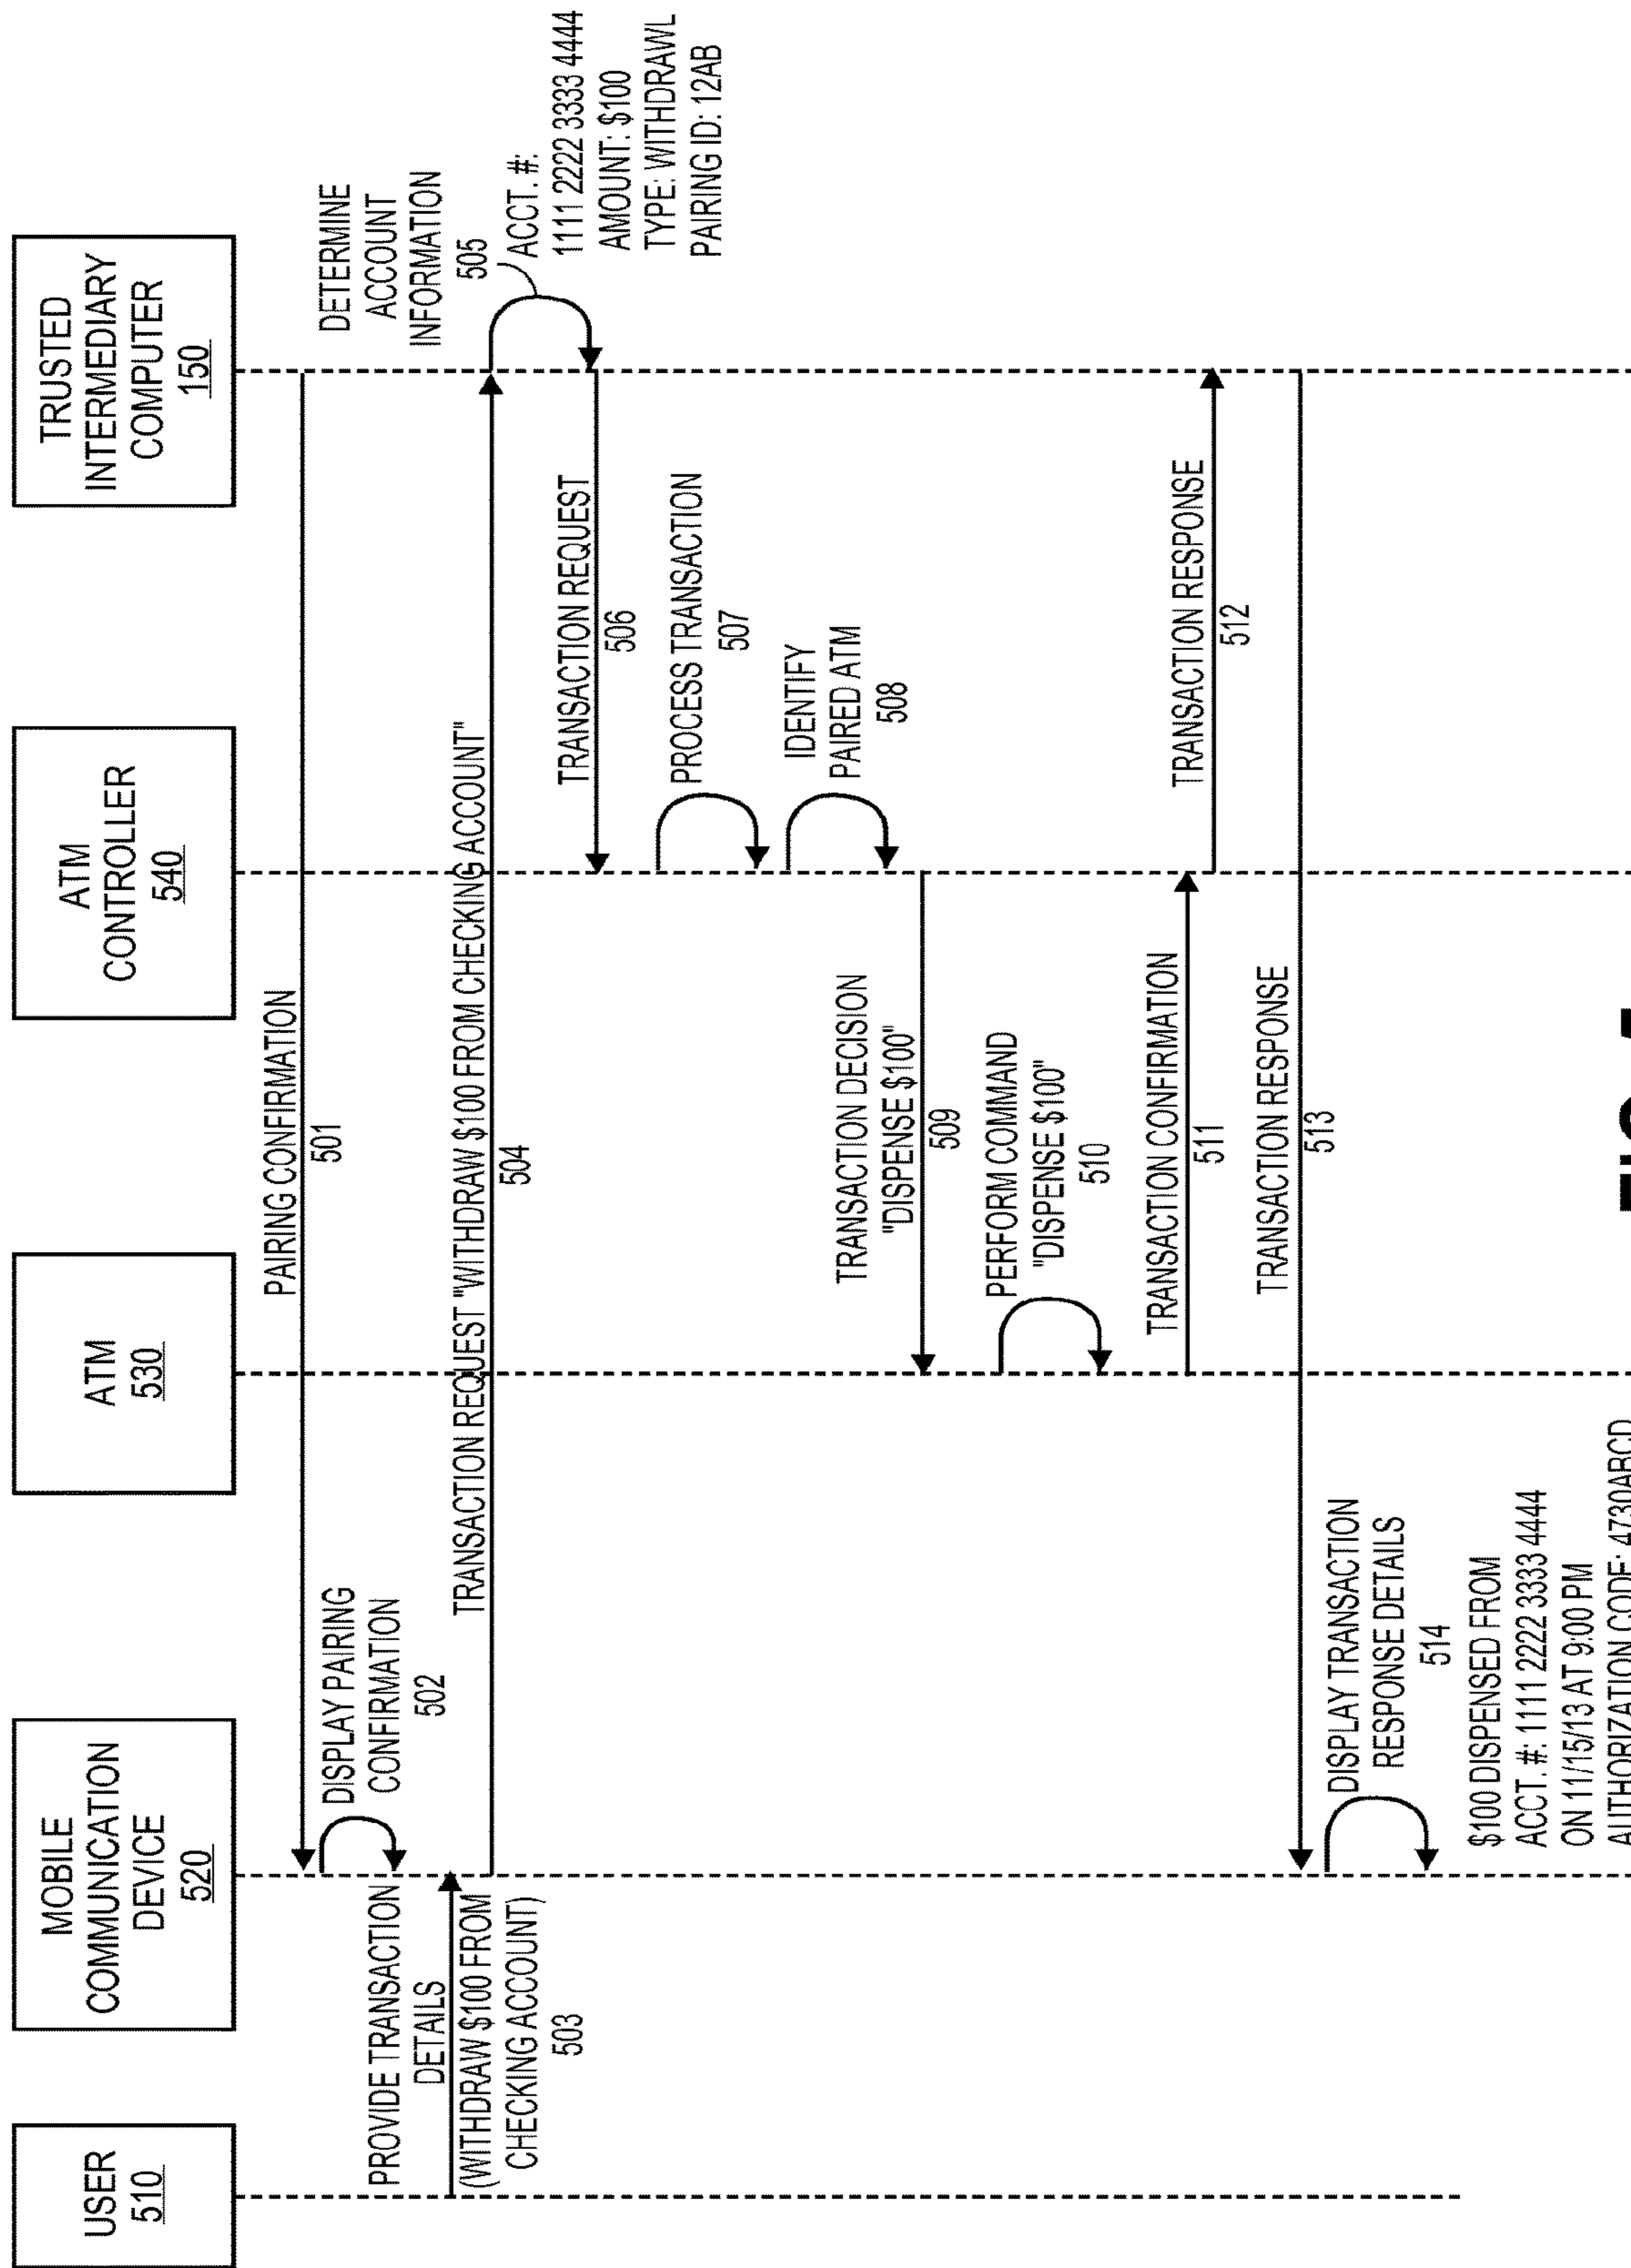 USER
510
MOBILE
COMMUNICATION
DEVICE
520
ATM
530
ATM
CONTROLLER
540
TRUSTED
INTERMEDIARY
COMPUTER
150
PAIRING CONFIRMATION
501
DISPLAY PAIRING
CONFIRMATION
502
PROVIDE TRANSACTION
DETAILS
(WITHDRAW $100 FROM
CHECKING ACCOUNT)
503
TRANSACTION REQUEST "WITHDRAW $100 FROM CHECKING ACCOUNT"
504
DETERMINE
ACCOUNT
INFORMATION
505
ACCT. #:
1111 2222 3333 4444
AMOUNT: $100
TYPE: WITHDRAWL
PAIRING ID: 12AB
TRANSACTION REQUEST
506
PROCESS TRANSACTION
507
IDENTIFY
PAIRED ATM
508
TRANSACTION DECISION
"DISPENSE $100"
509
PERFORM COMMAND
"DISPENSE $100"
510
TRANSACTION CONFIRMATION
511
TRANSACTION RESPONSE
512
TRANSACTION RESPONSE
513
DISPLAY TRANSACTION
RESPONSE DETAILS
514
$100 DISPENSED FROM
ACCT. #: 1111 2222 3333 4444
ON 11/15/13 AT 9:00 PM
AUTHORIZATION CODE: 4730ABCD